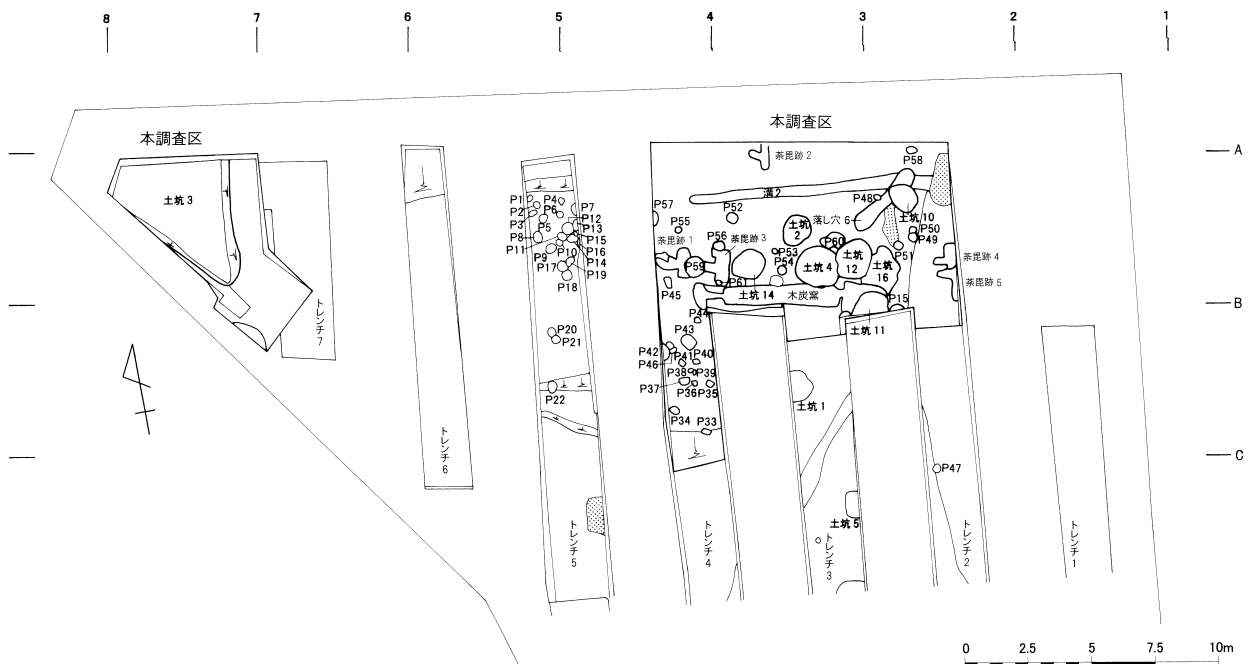 8 7 6 5 4 3 2 1
本調査区
本調査区
A
B
C
土坑 3
トレンチ7
トレンチ6
P1
P2
P3
P4
P6
P5
P7
P12
P13
P8
P11
P15
P16
P14
P9
P10
P17
P19
P18
P20
P21
P22
トレンチ5
荼毘跡 2
P58
溝2
P57
P52
P48
P55
落し穴 6
土坑10
土坑
2
P50
P49
荼毘跡 1
P56
荼毘跡 3
P60
P53
P51
P59
P54
土坑 4
土坑
12
土坑
16
荼毘跡 4
荼毘跡 5
P45
P61
土坑 14
木炭窯
P15
P44
土坑 11
P43
P42
P41
P40
P46
P38
P39
P37
P36
P35
P34
P33
土坑 1
P47
土坑 5
トレンチ4
トレンチ3
トレンチ2
トレンチ1
0 2.5 5 7.5 10m